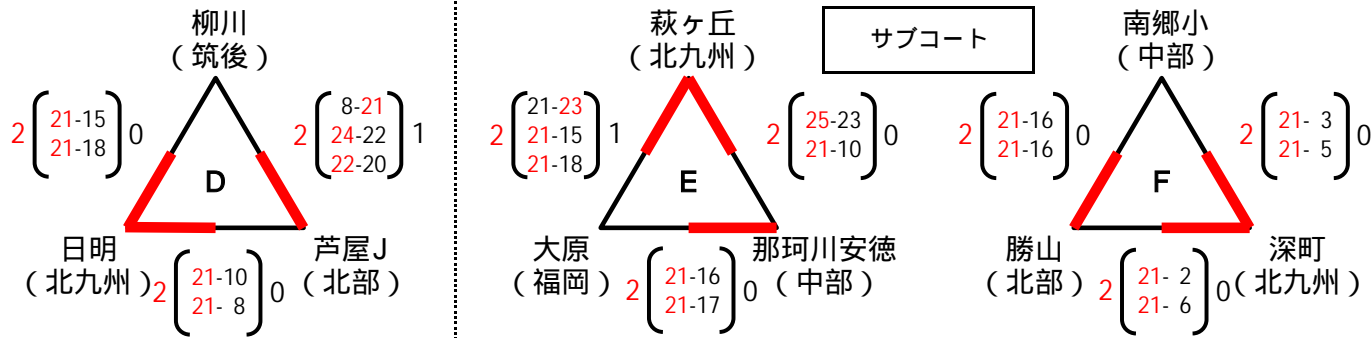 柳川
(筑後)
2
21-15
21-18
0
2
8-21
24-22
22-20
1
D
日明
(北九州)
芦屋J
(北部)
2
21-10
21- 8
0
萩ヶ丘
(北九州)
サブコート
2
21-23
21-15
21-18
1
2
25-23
21-10
0
E
大原
(福岡)
那珂川安徳
(中部)
2
21-16
21-17
0
南郷小
(中部)
2
21-16
21-16
0
2
21- 3
21- 5
0
F
勝山
(北部)
深町
(北九州)
2
21- 2
21- 6
0